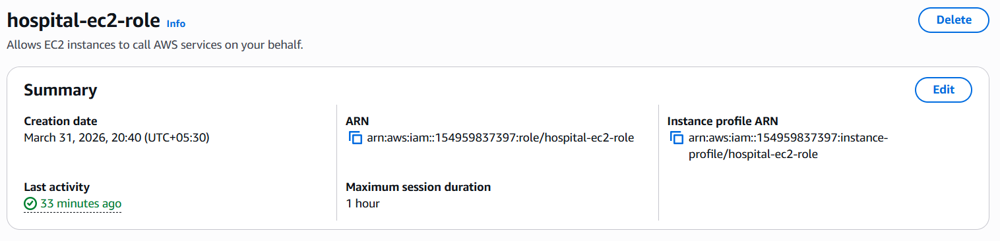 hospital-ec2-role Info
Delete
Allows EC2 instances to call AWS services on your behalf.
Summary
Edit
Creation date
March 31, 2026, 20:40 (UTC+05:30)
ARN
arn:aws:iam::154959837397:role/hospital-ec2-role
Instance profile ARN
arn:aws:iam::154959837397:instance-
profile/hospital-ec2-role
Last activity
33 minutes ago
Maximum session duration
1 hour